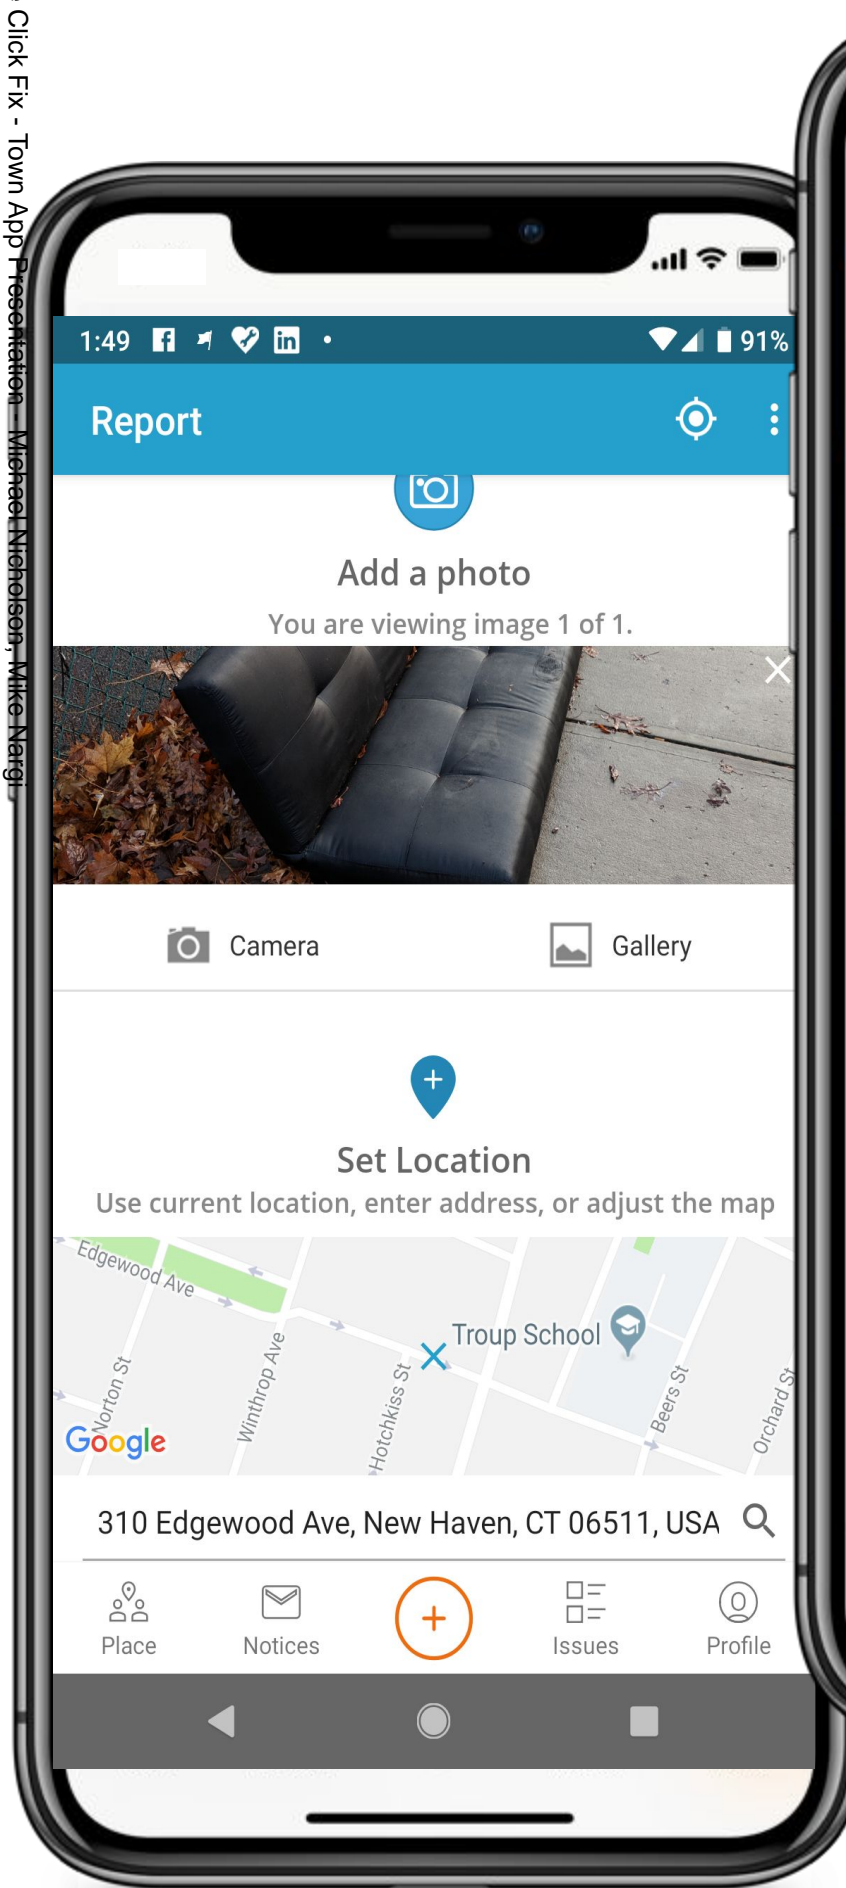 Click Fix - Town App Presentation - Michael Nicholson, Mike Nargi
1:49
91%
Report
Add a photo
You are viewing image 1 of 1.
Camera
Gallery
Set Location
Use current location, enter address, or adjust the map
Edgewood Ave
Norton St
Winthrop Ave
Hotchkiss St
Troup School
Beers St
Orchard St
Google
310 Edgewood Ave, New Haven, CT 06511, USA
Place
Notices
Issues
Profile